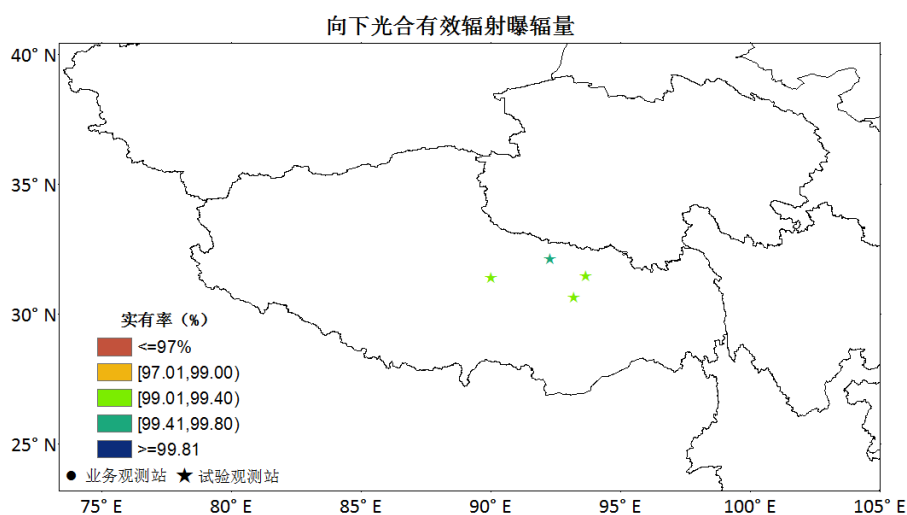 向下光合有效辐射曝辐量
40° N
35° N
30° N
25° N
实有率（%）
<=97%
[97.01,99.00)
[99.01,99.40)
[99.41,99.80)
>=99.81
业务观测站 试验观测站
75° E 80° E 85° E 90° E 95° E 100° E 105° E